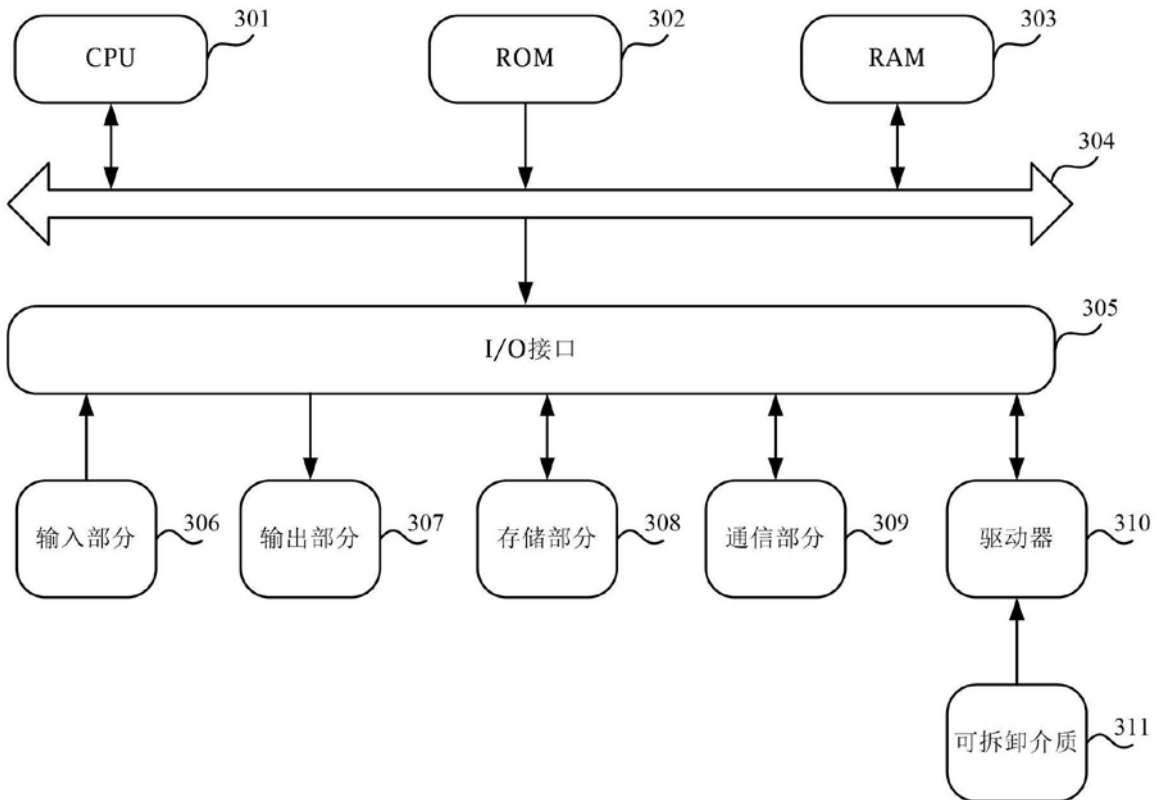 301
302
303
CPU
ROM
RAM
304
305
I/O接口
输入部分
306
输出部分
307
存储部分
308
通信部分
309
驱动器
310
可拆卸介质
311